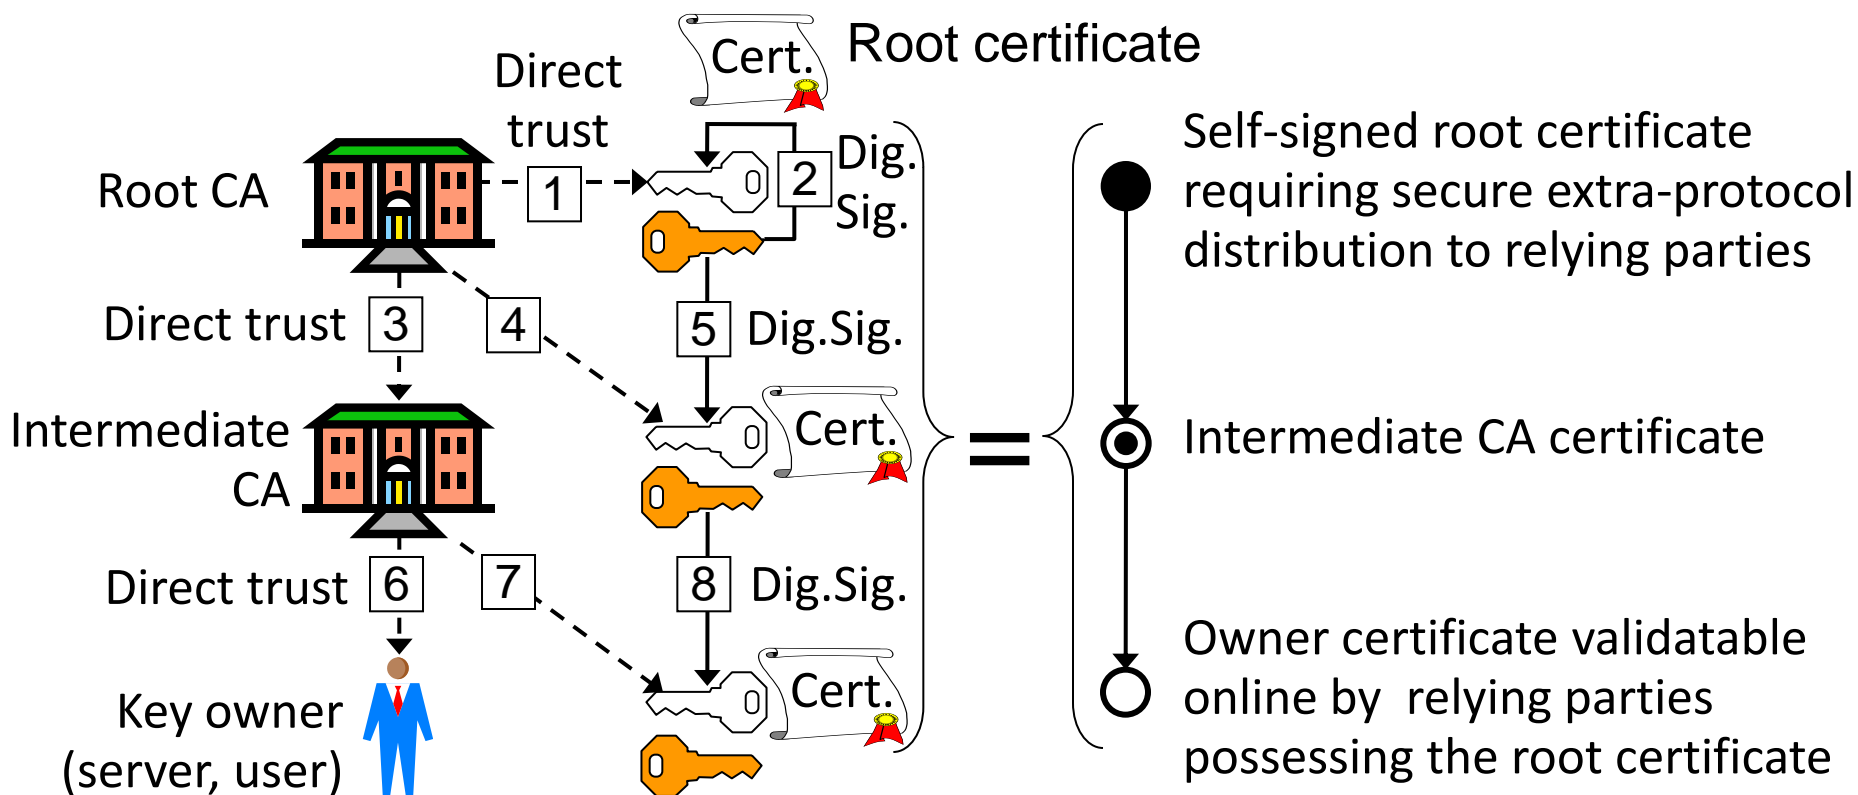 Cert.
Root certificate
Direct
trust
Root CA
1
2
Dig.
Sig.
Direct trust
3
4
5
Dig.Sig.
Intermediate
CA
Cert.
Direct trust
6
7
8
Dig.Sig.
Key owner
(server, user)
Cert.
=
Self-signed root certificate
requiring secure extra-protocol
distribution to relying parties
Intermediate CA certificate
Owner certificate validatable
online by  relying parties
possessing the root certificate